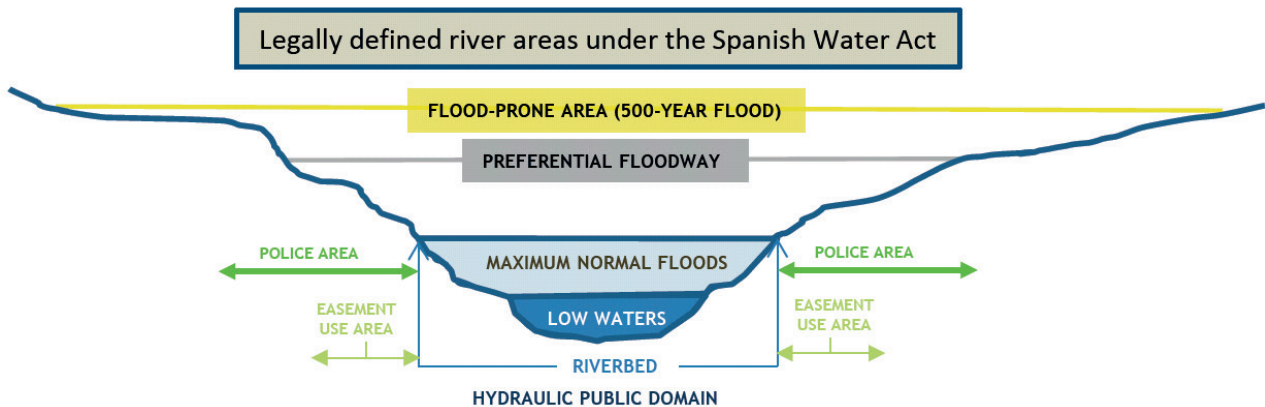 Legally defined river areas under the Spanish Water Act
FLOOD-PRONE AREA (500-YEAR FLOOD)
PREFERENTIAL FLOODWAY
POLICE AREA
MAXIMUM NORMAL FLOODS
POLICE AREA
EASEMENT
USE AREA
LOW WATERS
EASEMENT
USE AREA
RIVERBED
HYDRAULIC PUBLIC DOMAIN